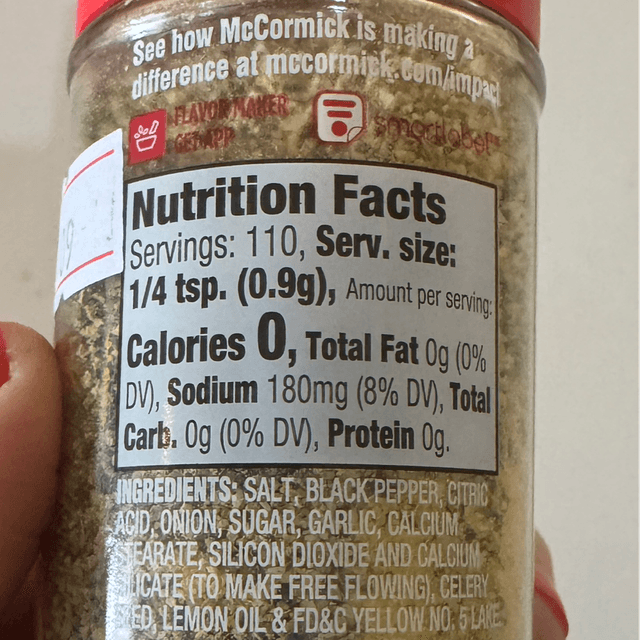 See how McCormick is making a
difference at mccormick.com/impact
FLAVOR MAKER
GET APP
smartlabel™
Nutrition Facts
Servings: 110, Serv. size:
1/4 tsp. (0.9g), Amount per serving:
Calories 0, Total Fat 0g (0%
DV), Sodium 180mg (8% DV), Total
Carb. 0g (0% DV), Protein 0g.
INGREDIENTS: SALT, BLACK PEPPER, CITRIC
ACID, ONION, SUGAR, GARLIC, CALCIUM
STEARATE, SILICON DIOXIDE AND CALCIUM
SILICATE (TO MAKE FREE FLOWING), CELERY
SEED, LEMON OIL & FD&C YELLOW NO. 5 LAKE.